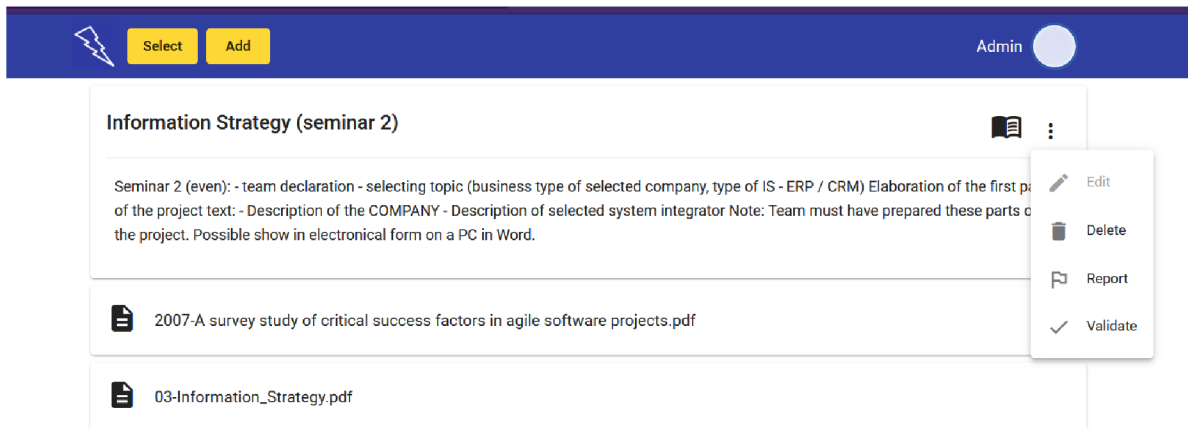 Select Add Admin
Information Strategy (seminar 2)
Seminar 2 (even): - team declaration - selecting topic (business type of selected company, type of IS - ERP / CRM) Elaboration of the first
of the project text: - Description of the COMPANY - Description of selected system integrator Note: Team must have prepared these parts
the project. Possible show in electronical form on a PC in Word.
Edit
Delete
Report
Validate
2007-A survey study of critical success factors in agile software projects.pdf
03-Information_Strategy.pdf